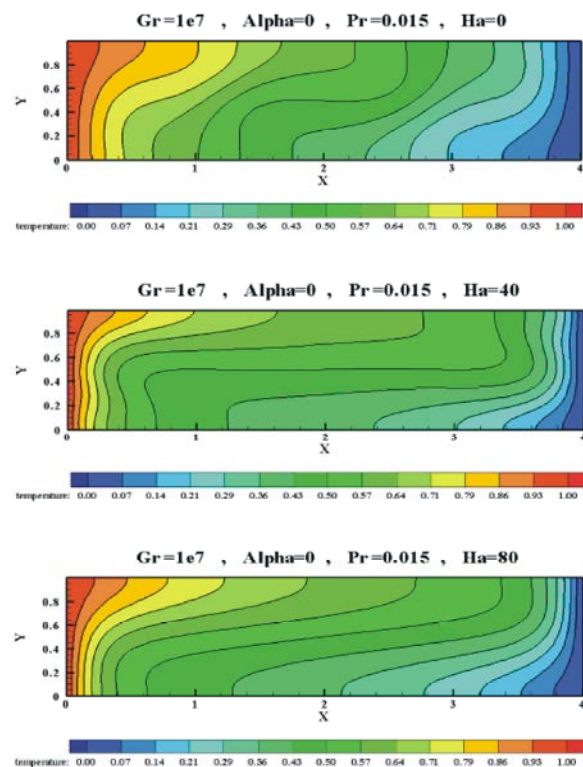 Gr=1e7 , Alpha=0 , Pr=0.015 , Ha=0
0.8
0.6
Y
0.4
0.2
0
0 1 2 3 4
X
temperature: 0.00 0.07 0.14 0.21 0.29 0.36 0.43 0.50 0.57 0.64 0.71 0.79 0.86 0.93 1.00
Gr=1e7 , Alpha=0 , Pr=0.015 , Ha=40
0.8
0.6
Y
0.4
0.2
0
0 1 2 3 4
X
temperature: 0.00 0.07 0.14 0.21 0.29 0.36 0.43 0.50 0.57 0.64 0.71 0.79 0.86 0.93 1.00
Gr=1e7 , Alpha=0 , Pr=0.015 , Ha=80
0.8
0.6
Y
0.4
0.2
0
0 1 2 3 4
X
temperature: 0.00 0.07 0.14 0.21 0.29 0.36 0.43 0.50 0.57 0.64 0.71 0.79 0.86 0.93 1.00